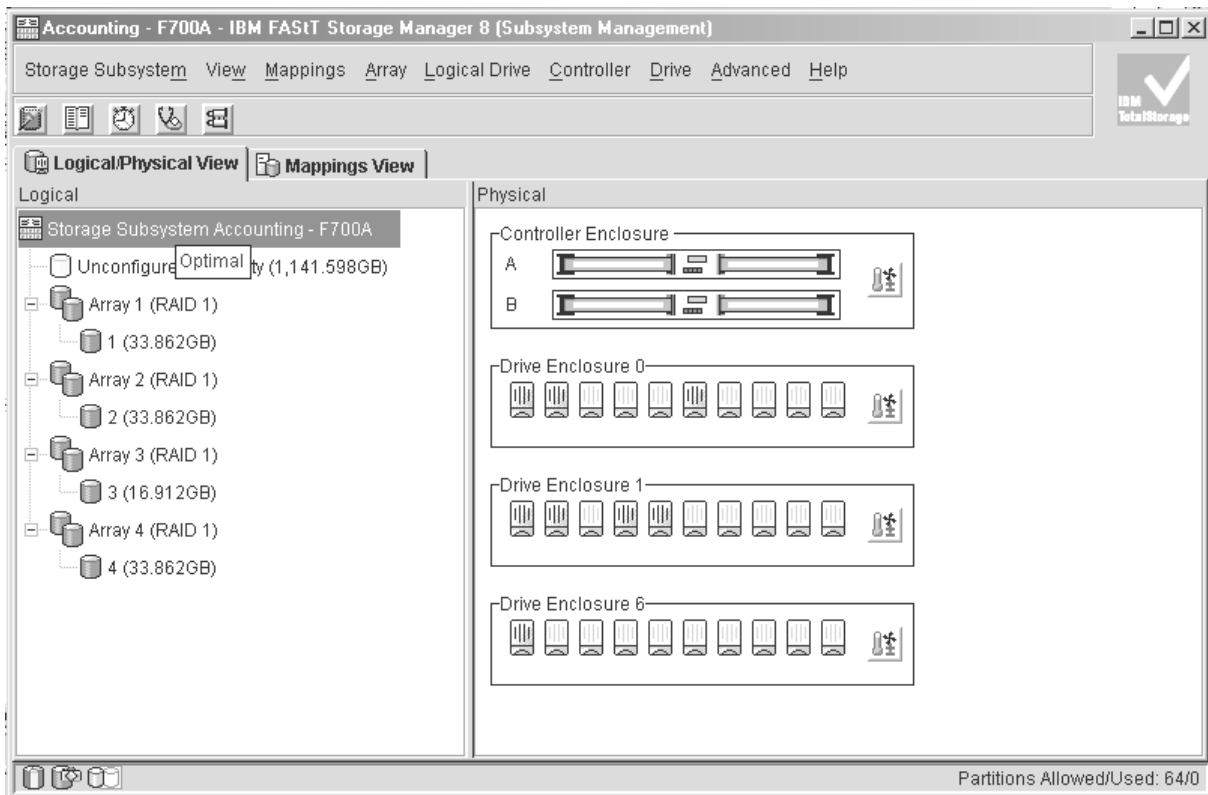 Accounting - F700A - IBM FAStT Storage Manager 8 (Subsystem Management)
Storage Subsystem View Mappings Array Logical Drive Controller Drive Advanced Help
IBM
TotalStorage
Logical/Physical View Mappings View
Logical
Physical
Storage Subsystem Accounting - F700A
Unconfigure ty (1,141.598GB)
Optimal
Array 1 (RAID 1)
1 (33.862GB)
Array 2 (RAID 1)
2 (33.862GB)
Array 3 (RAID 1)
3 (16.912GB)
Array 4 (RAID 1)
4 (33.862GB)
Controller Enclosure
A
B
Drive Enclosure 0
Drive Enclosure 1
Drive Enclosure 6
Partitions Allowed/Used: 64/0